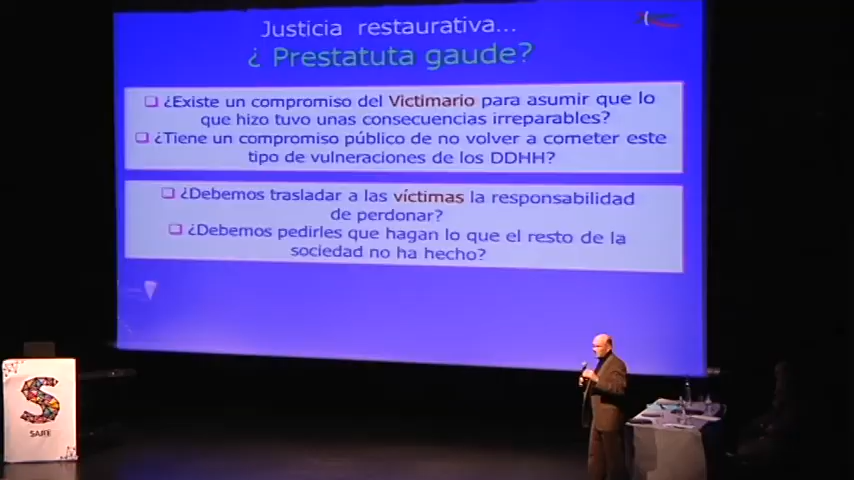 Justicia restaurativa...
¿ Prestatuta gaude?
¿Existe un compromiso del Victimario para asumir que lo
que hizo tuvo unas consecuencias irreparables?
¿Tiene un compromiso público de no volver a cometer este
tipo de vulneraciones de los DDHH?
¿Debemos trasladar a las víctimas la responsabilidad
de perdonar?
¿Debemos pedirles que hagan lo que el resto de la
sociedad no ha hecho?
S
SARE